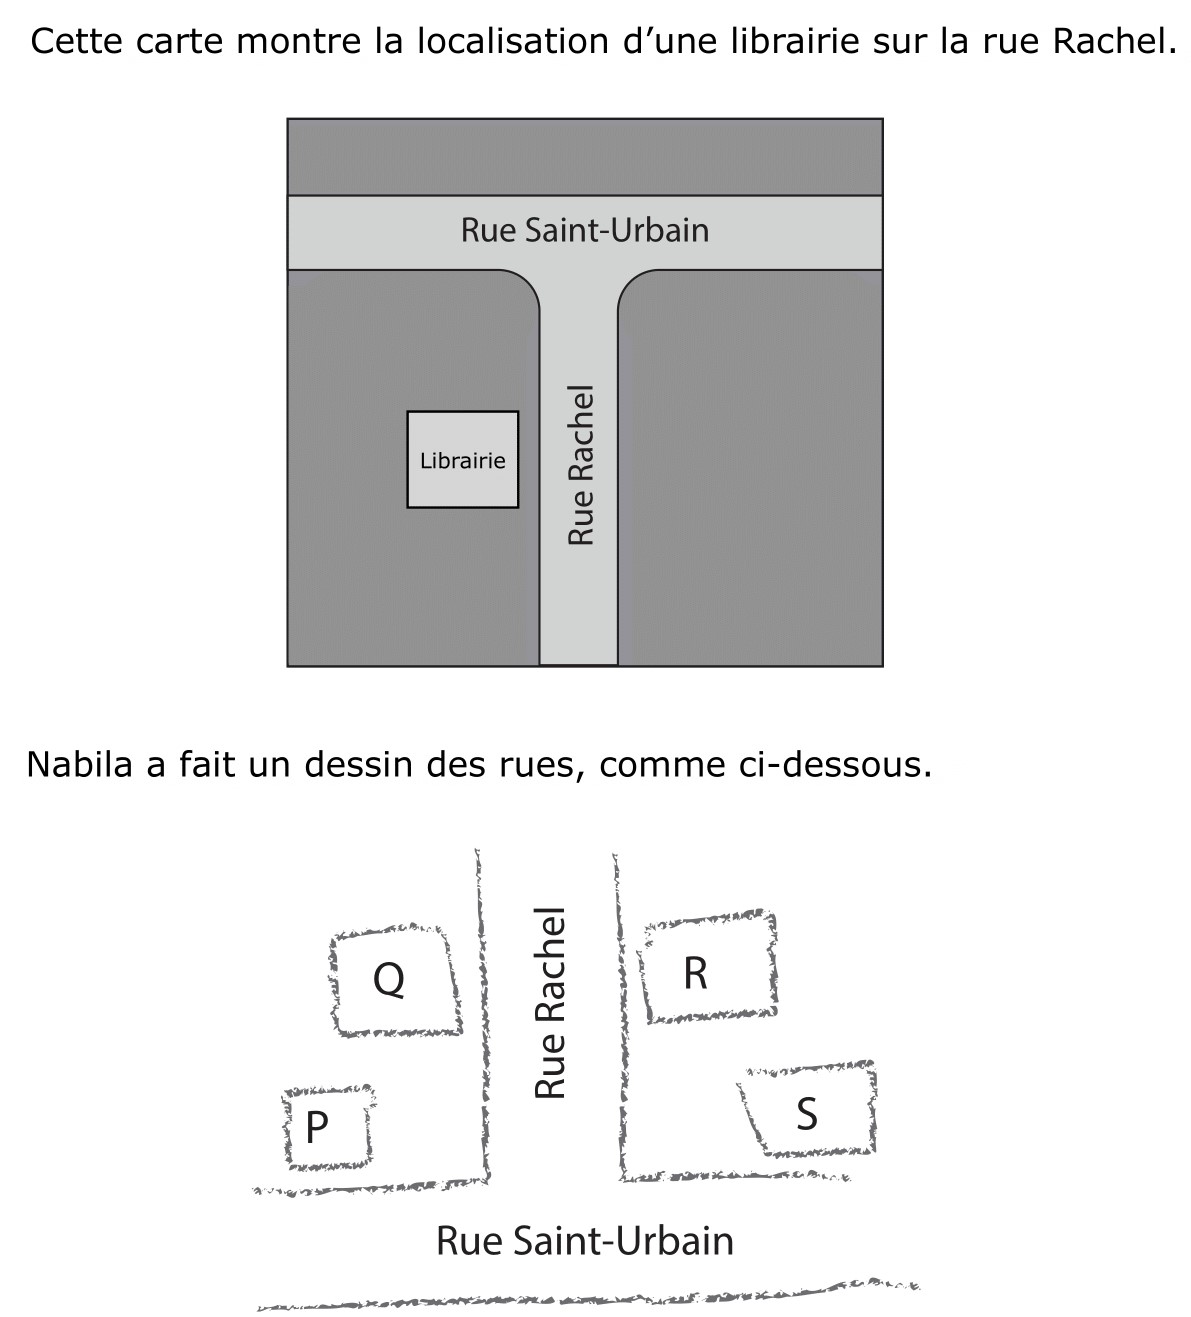 Cette carte montre la localisation d’une librairie sur la rue Rachel.
Rue Saint-Urbain
Librairie
Rue Rachel
Nabila a fait un dessin des rues, comme ci-dessous.
Rue Rachel
Q
R
P
S
Rue Saint-Urbain